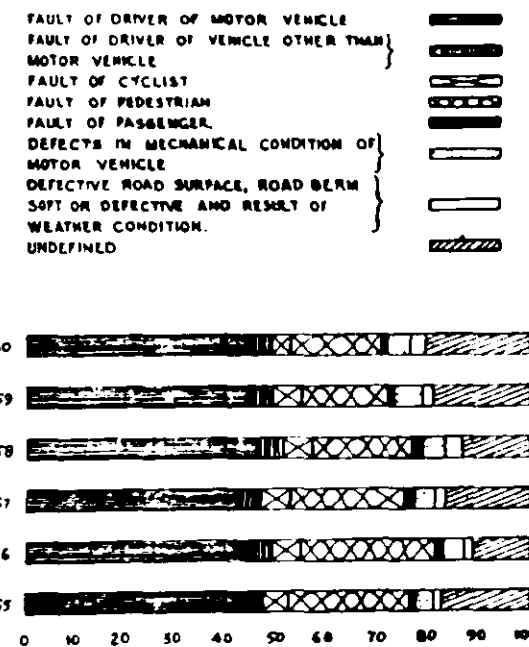 FAULT OF DRIVER OF MOTOR VEHICLE
FAULT OF DRIVER OF VEHICLE OTHER THAN
MOTOR VEHICLE
FAULT OF CYCLIST
FAULT OF PEDESTRIAN
FAULT OF PASSENGER.
DEFECTS IN MECHANICAL CONDITION OF
MOTOR VEHICLE
DEFECTIVE ROAD SURFACE, ROAD BERM
SOFT OR DEFECTIVE AND RESULT OF
WEATHER CONDITION.
UNDEFINED
0 10 20 30 40 50 60 70 80 90